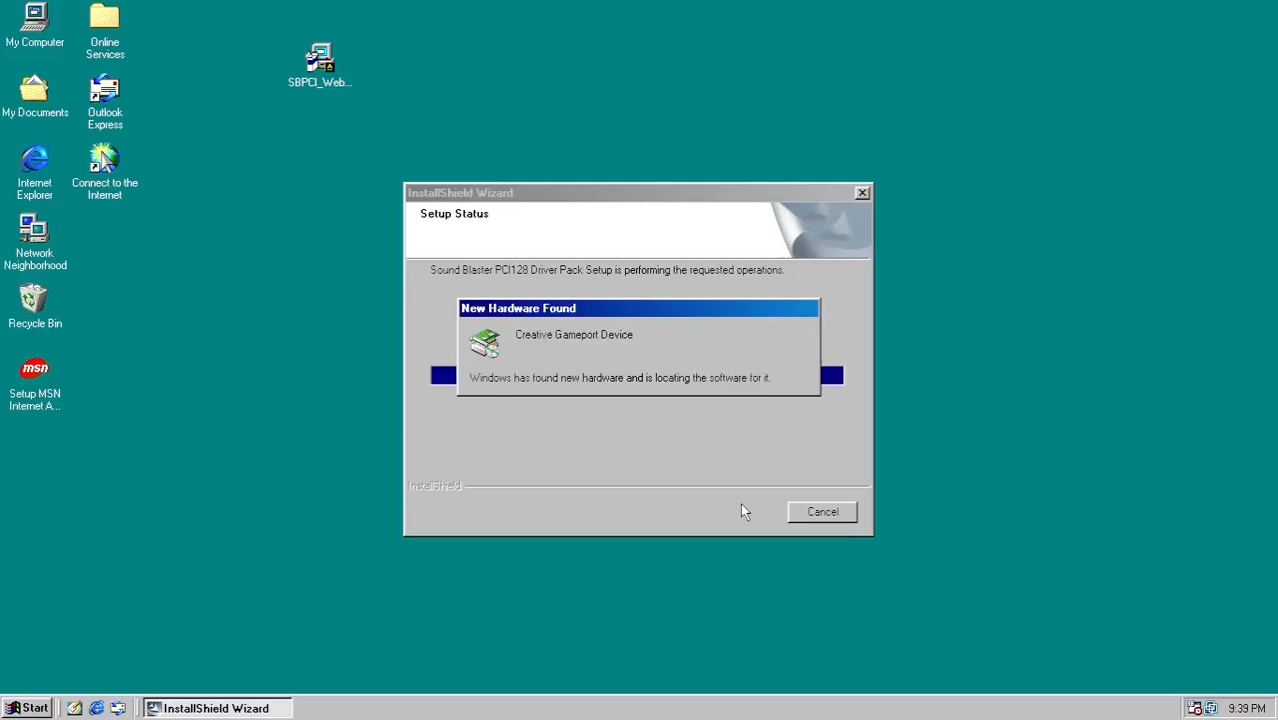 My Computer
Online
Services
SBPCI_Web...
My Documents
Outlook
Express
Internet
Explorer
Connect to the
Internet
Network
Neighborhood
Recycle Bin
msn
Setup MSN
Internet A...
InstallShield Wizard
Setup Status
Sound Blaster PCI128 Driver Pack Setup is performing the requested operations.
New Hardware Found
Creative Gameport Device
Windows has found new hardware and is locating the software for it.
InstallShield
Cancel
Start
InstallShield Wizard
9:39 PM